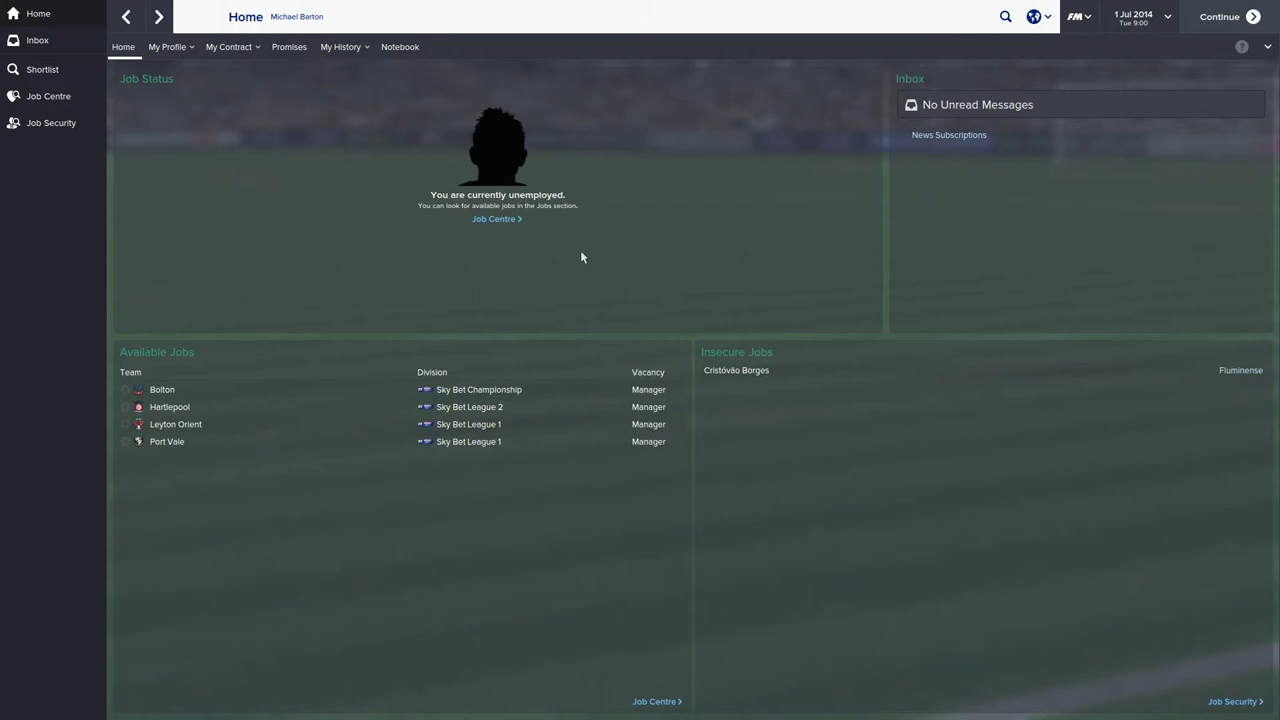 Home
Inbox
Shortlist
Job Centre
Job Security
Home Michael Barton
FM
1 Jul 2014
Tue 9:00
Continue
Home My Profile My Contract Promises My History Notebook
?
Job Status
You are currently unemployed.
You can look for available jobs in the Jobs section.
Job Centre
Inbox
No Unread Messages
News Subscriptions
Available Jobs
Team Division Vacancy
Bolton Sky Bet Championship Manager
Hartlepool Sky Bet League 2 Manager
Leyton Orient Sky Bet League 1 Manager
Port Vale Sky Bet League 1 Manager
Job Centre
Insecure Jobs
Cristóvão Borges Fluminense
Job Security